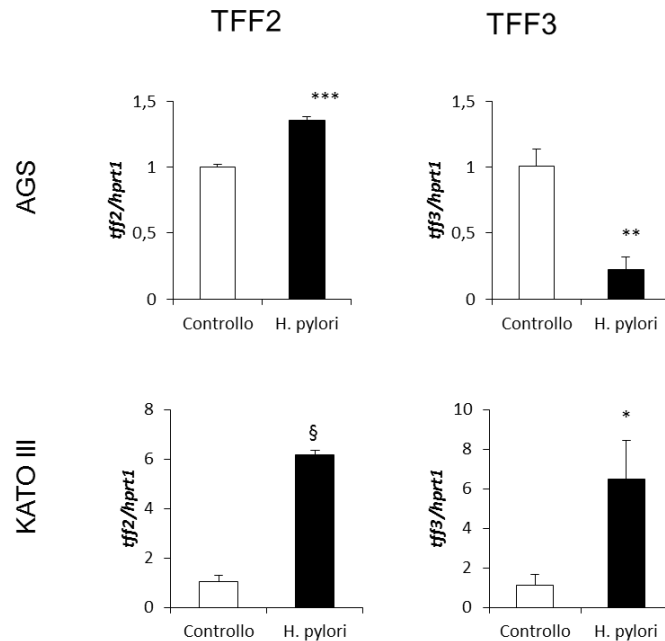 TFF2
TFF3
AGS
tff2/hprt1
1,5
1
0,5
0
***
Controllo
H. pylori
tff3/hprt1
1,5
1
0,5
0
**
Controllo
H. pylori
KATO III
tff2/hprt1
8
6
4
2
0
§
Controllo
H. pylori
tff3/hprt1
10
8
6
4
2
0
*
Controllo
H. pylori